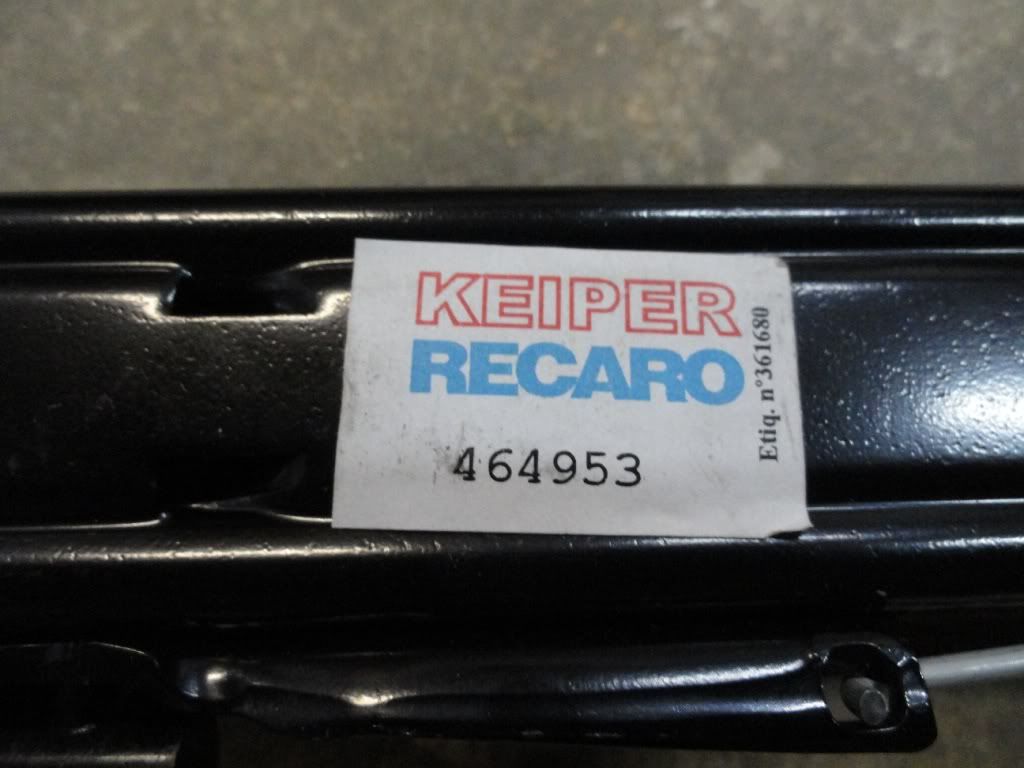 KEIPER
RECARO
464953
Etiq. n°361680